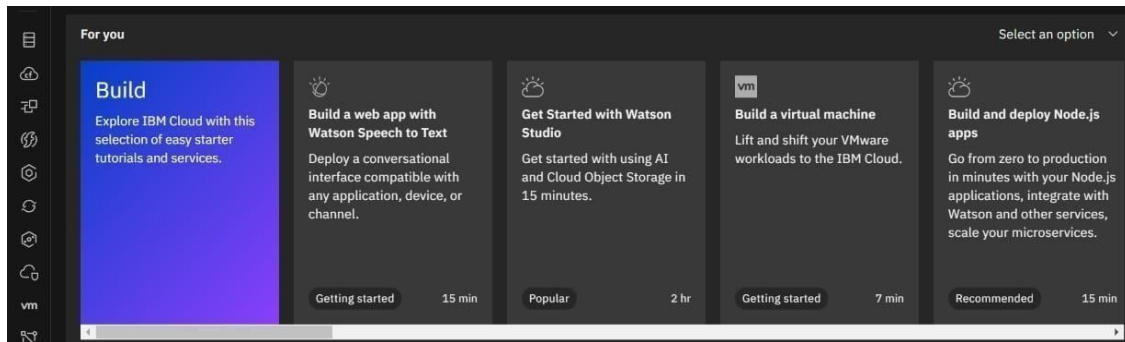 For you
Select an option
Build
Explore IBM Cloud with this
selection of easy starter
tutorials and services.
Build a web app with
Watson Speech to Text
Deploy a conversational
interface compatible with
any application, device, or
channel.
Getting started
15 min
Get Started with Watson
Studio
Get started with using AI
and Cloud Object Storage in
15 minutes.
Popular
2 hr
vm
Build a virtual machine
Lift and shift your VMware
workloads to the IBM Cloud.
Getting started
7 min
Build and deploy Node.js
apps
Go from zero to production
in minutes with your Node.js
applications, integrate with
Watson and other services,
scale your microservices.
Recommended
15 min
vm